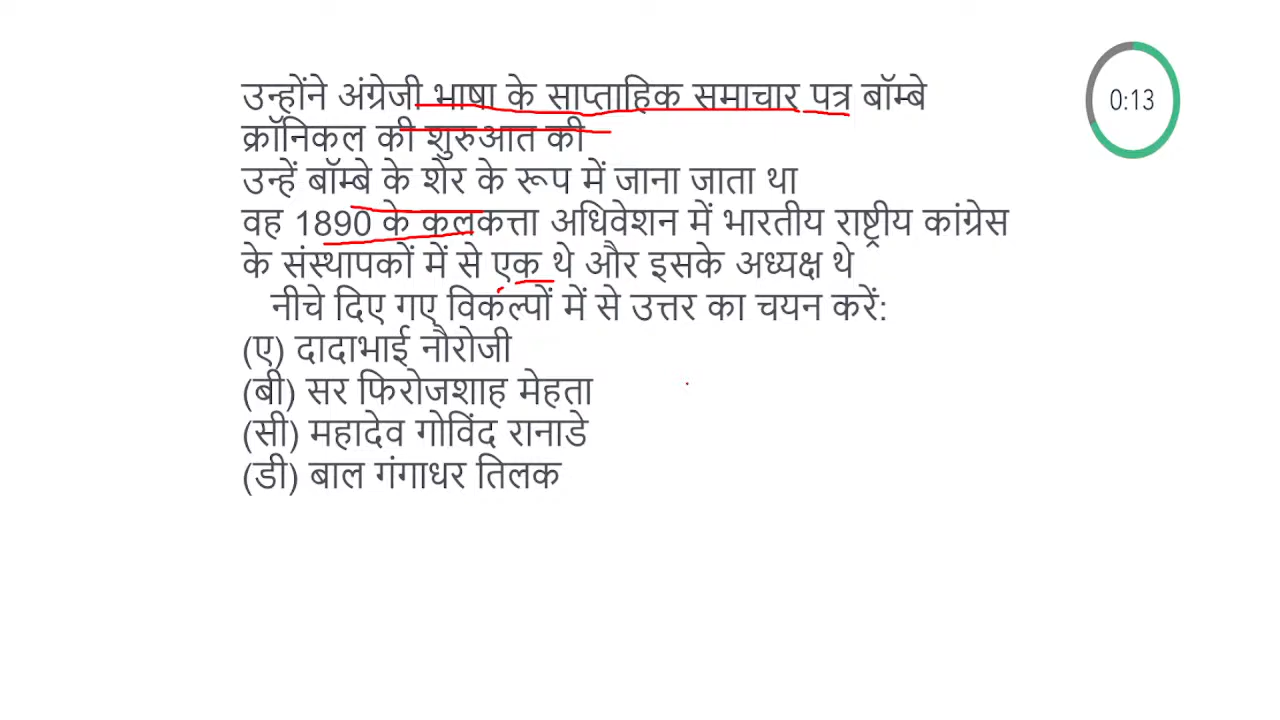 उन्होंने अंग्रेजी भाषा के साप्ताहिक समाचार पत्र बॉम्बे
क्रॉनिकल की शुरुआत की
उन्हें बॉम्बे के शेर के रूप में जाना जाता था
वह 1890 के कलकत्ता अधिवेशन में भारतीय राष्ट्रीय कांग्रेस
के संस्थापकों में से एक थे और इसके अध्यक्ष थे
नीचे दिए गए विकल्पों में से उत्तर का चयन करें:
(ए) दादाभाई नौरोजी
(बी) सर फिरोजशाह मेहता
(सी) महादेव गोविंद रानाडे
(डी) बाल गंगाधर तिलक
0:13